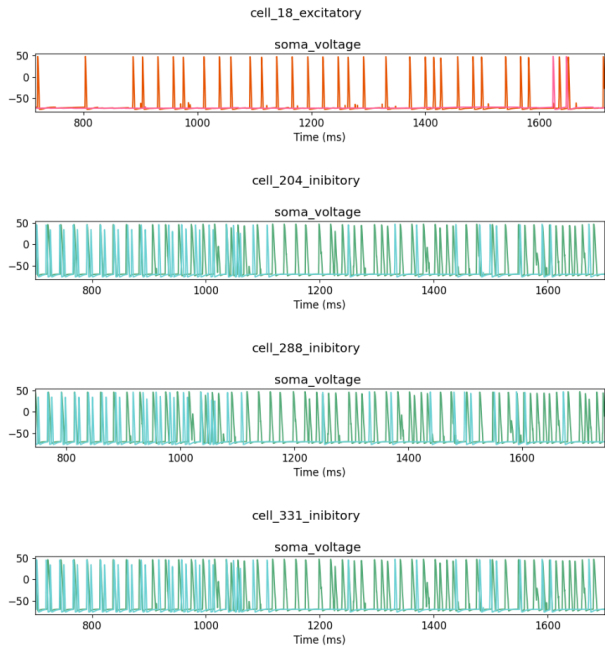 cell_18_excitatory
soma_voltage
50
0
−50
800 1000 1200 1400 1600
Time (ms)
cell_204_inibitory
soma_voltage
50
0
−50
800 1000 1200 1400 1600
Time (ms)
cell_288_inibitory
soma_voltage
50
0
−50
800 1000 1200 1400 1600
Time (ms)
cell_331_inibitory
soma_voltage
50
0
−50
800 1000 1200 1400 1600
Time (ms)